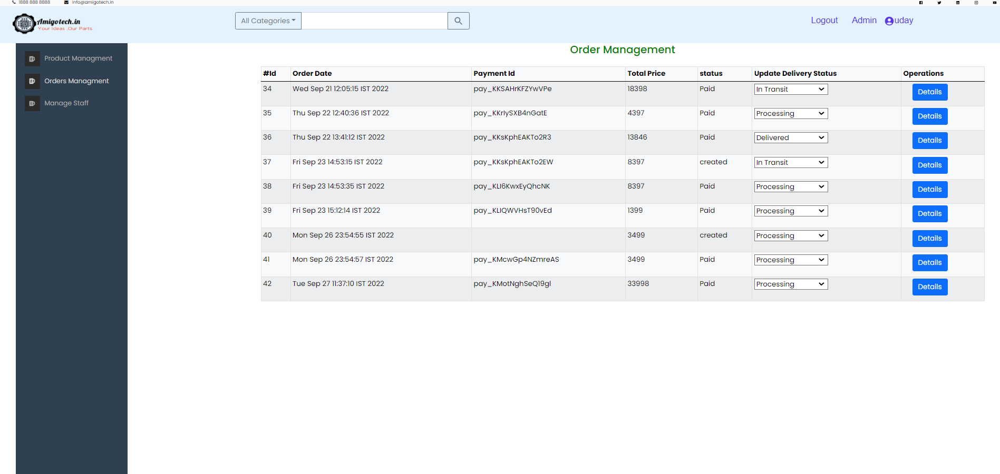 1888 888 8888 info@amigotech.in
Amigotech.in
Your Ideas ,Our Parts.
All Categories
Logout Admin uday
Product Managment
Orders Managment
Manage Staff
Order Management
#Id Order Date Payment Id Total Price status Update Delivery Status Operations
34 Wed Sep 21 12:05:15 IST 2022 pay_KKSAHrKFZYwVPe 18398 Paid In Transit Details
35 Thu Sep 22 12:40:36 IST 2022 pay_KKrIySXB4nGatE 4397 Paid Processing Details
36 Thu Sep 22 13:41:12 IST 2022 pay_KKsKphEAKTo2R3 13846 Paid Delivered Details
37 Fri Sep 23 14:53:15 IST 2022 pay_KKsKphEAKTo2EW 8397 created In Transit Details
38 Fri Sep 23 14:53:35 IST 2022 pay_KLI6KwxEyQhcNK 8397 Paid Processing Details
39 Fri Sep 23 15:12:14 IST 2022 pay_KLIQWVHsT90vEd 1399 Paid Processing Details
40 Mon Sep 26 23:54:55 IST 2022 3499 created Processing Details
41 Mon Sep 26 23:54:57 IST 2022 pay_KMcwGp4NZmreAS 3499 Paid Processing Details
42 Tue Sep 27 11:37:10 IST 2022 pay_KMotNghSeQ19gl 33998 Paid Processing Details